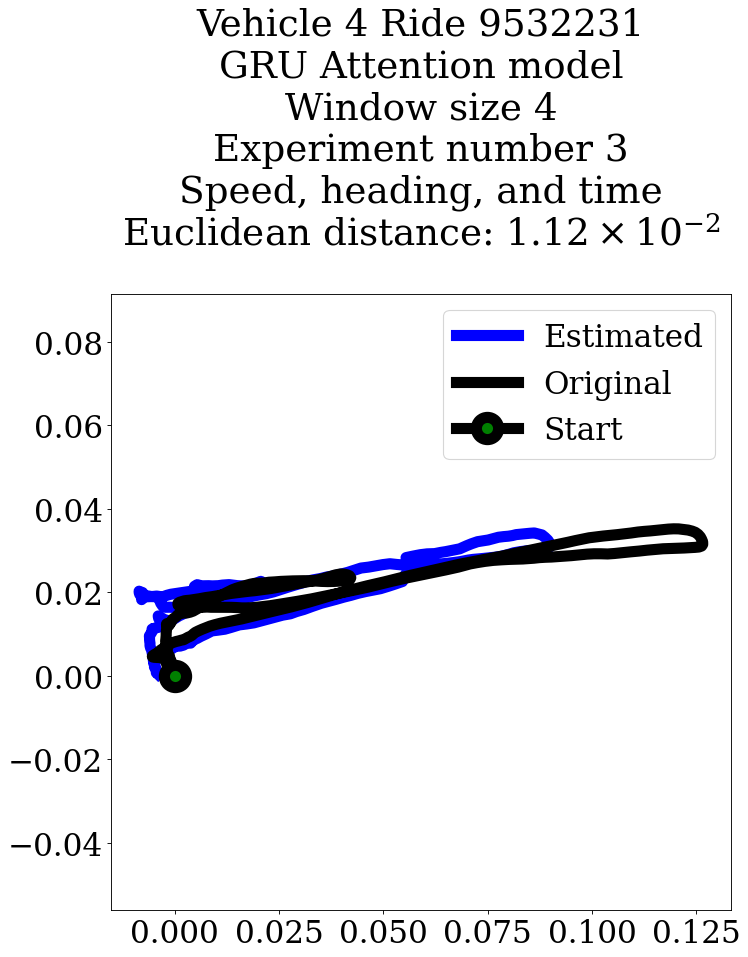 Vehicle 4 Ride 9532231
GRU Attention model
Window size 4
Experiment number 3
Speed, heading, and time
Euclidean distance: 1.12 × 10⁻²
Estimated
Original
Start
0.08
0.06
0.04
0.02
0.00
−0.02
−0.04
0.000 0.025 0.050 0.075 0.100 0.125